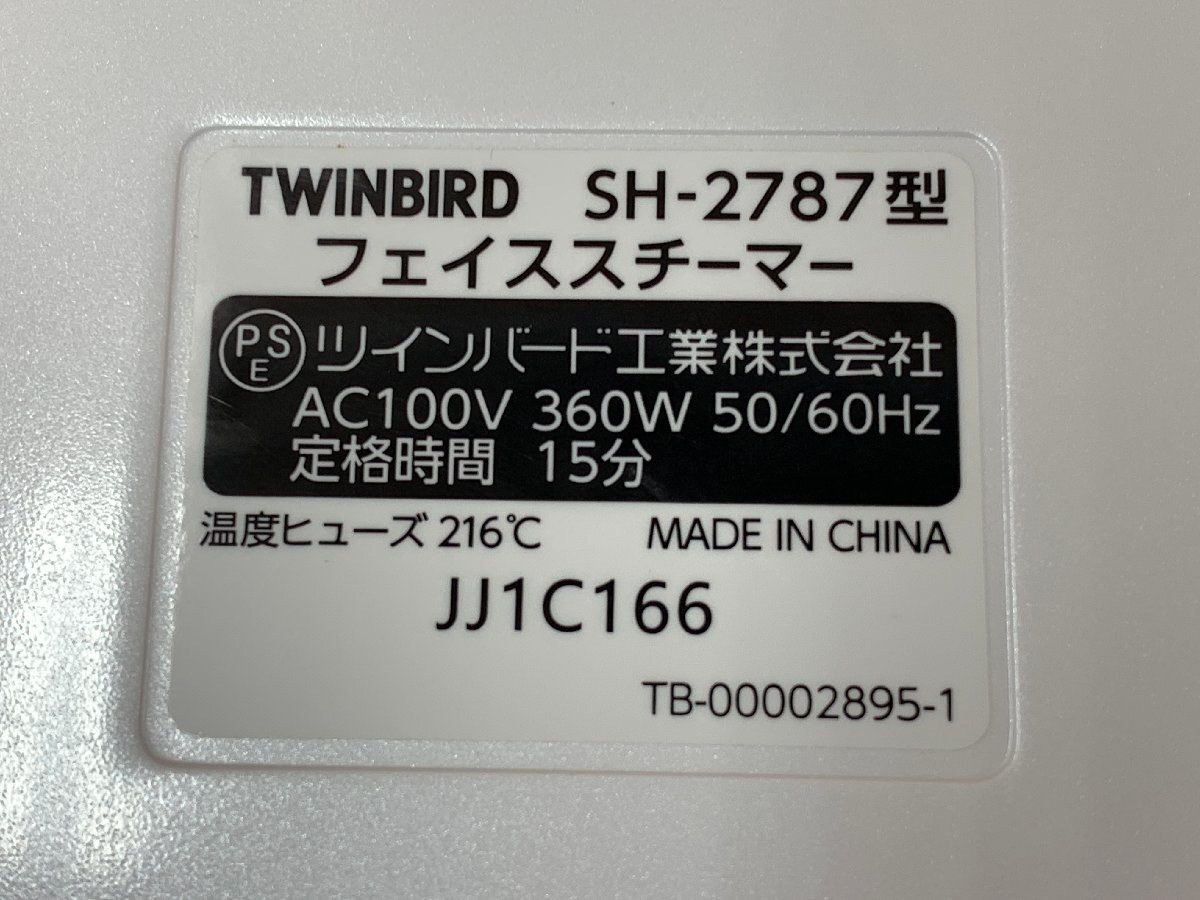 TWINBIRD SH-2787型
フェイススチーマー
PSE ツインバード工業株式会社
AC100V 360W 50/60Hz
定格時間 15分
温度ヒューズ 216℃ MADE IN CHINA
JJ1C166
TB-00002895-1